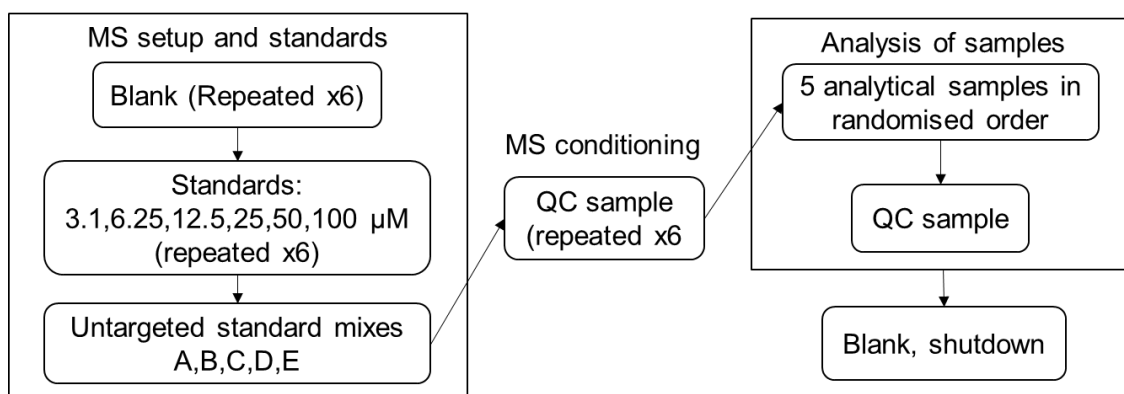 MS setup and standards
Blank (Repeated x6)
Standards:
3.1,6.25,12.5,25,50,100 µM
(repeated x6)
Untargeted standard mixes
A,B,C,D,E
MS conditioning
QC sample
(repeated x6
Analysis of samples
5 analytical samples in
randomised order
QC sample
Blank, shutdown